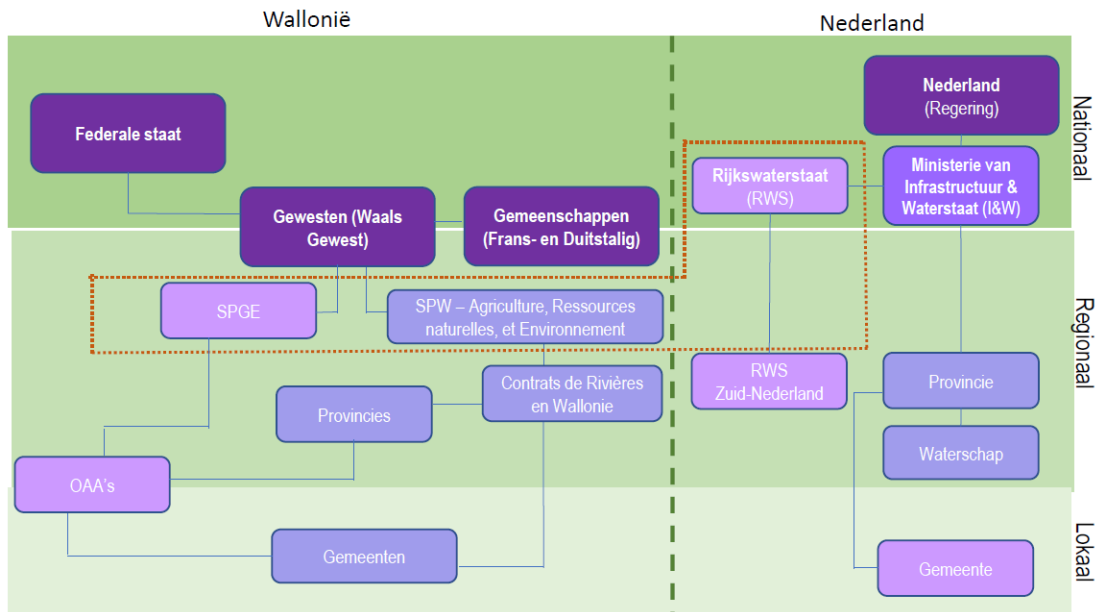 Wallonië
Nederland
Nationaal
Federale staat
Nederland
(Regering)
Rijkswaterstaat
(RWS)
Ministerie van
Infrastructuur &
Waterstaat (I&W)
Gewesten (Waals
Gewest)
Gemeenschappen
(Frans- en Duitstalig)
Regionaal
SPGE
SPW – Agriculture, Ressources
naturelles, et Environnement
Contrats de Rivières
en Wallonie
Provincies
RWS
Zuid-Nederland
Provincie
Waterschap
OAA's
Lokaal
Gemeenten
Gemeente